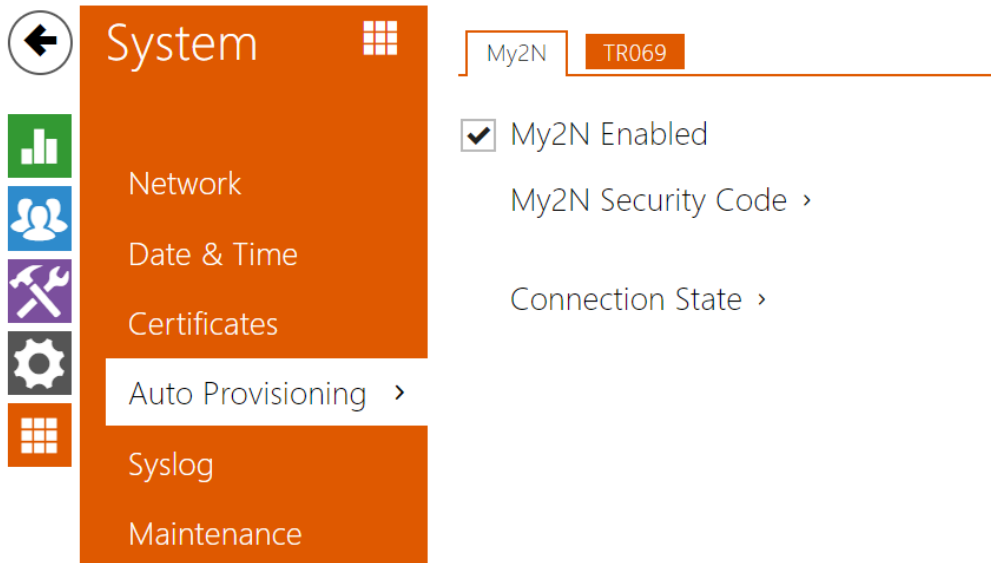 System
Network
Date & Time
Certificates
Auto Provisioning ›
Syslog
Maintenance
My2N
TR069
My2N Enabled
My2N Security Code ›
Connection State ›